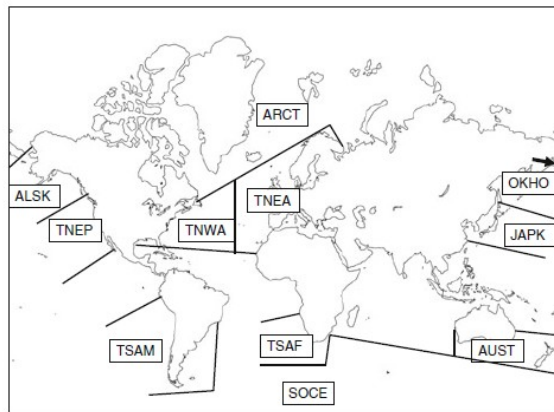 ARCT
OKHO
ALSK
TNEA
TNEP
TNWA
JAPK
TSAM
TSAF
AUST
SOCE